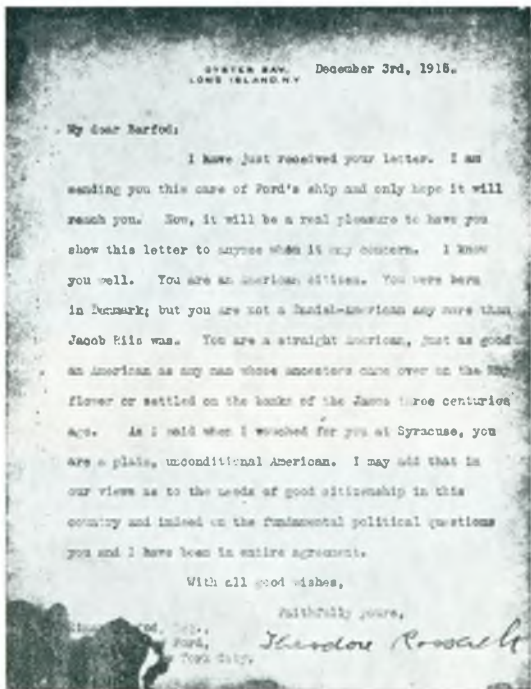 OYSTER BAY, December 3rd, 1915.
LONG ISLAND, N.Y.
My dear Barfod:
I have just received your letter. I am
sending you this care of Ford's ship and only hope it will
reach you. Now, it will be a real pleasure to have you
show this letter to anyone whom it may concern. I know
you well. You are an American citizen. You were born
in Denmark; but you are not a Danish-American any more than
Jacob Riis was. You are a straight American, just as good
an American as any man whose ancestors came over on the May-
flower or settled on the banks of the James three centuries
ago. As I said when I vouched for you at Syracuse, you
are a plain, unconditional American. I may add that in
our views as to the needs of good citizenship in this
country and indeed on the fundamental political questions
you and I have been in entire agreement.
With all good wishes,
Faithfully yours,
Esq.,
Ford,
York City.
Theodore Roosevelt